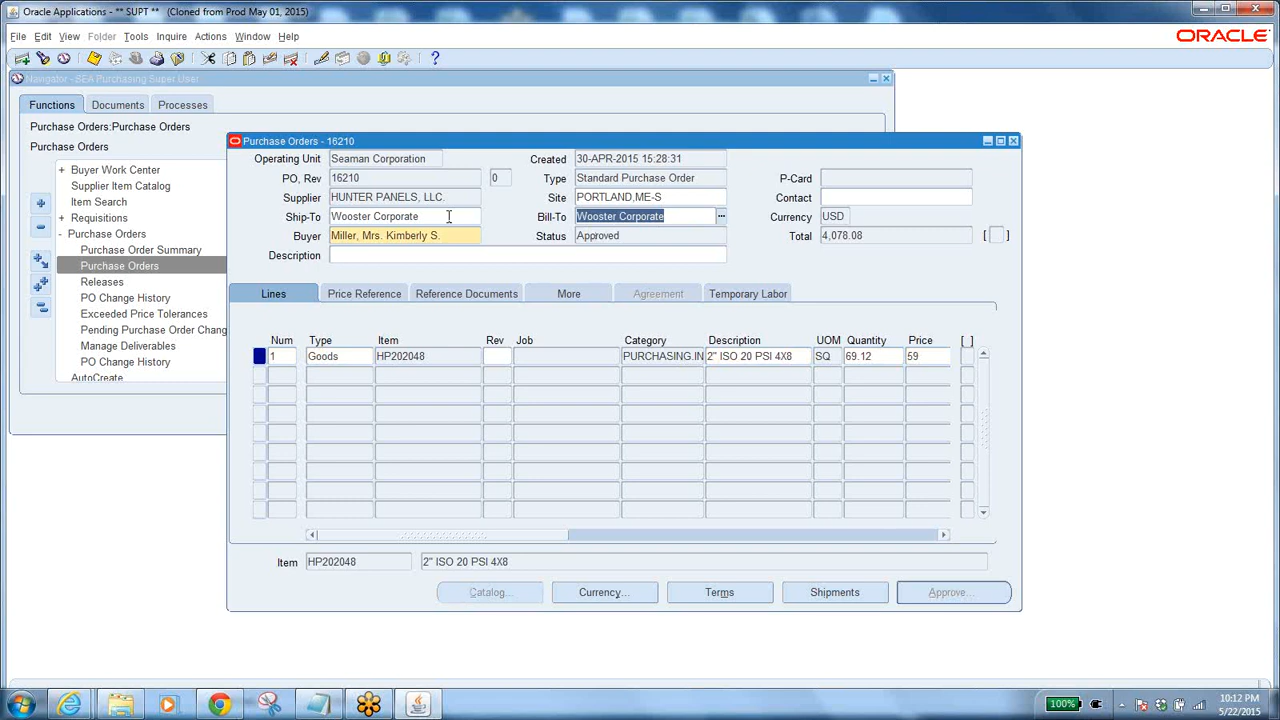 Oracle Applications - ** SUPT ** (Cloned from Prod May 01, 2015)
File Edit View Folder Tools Inquire Actions Window Help
ORACLE
Navigator - SEA Purchasing Super User
Functions Documents Processes
Purchase Orders:Purchase Orders
Purchase Orders
+ Buyer Work Center
Supplier Item Catalog
Item Search
+ Requisitions
- Purchase Orders
Purchase Order Summary
Purchase Orders
Releases
PO Change History
Exceeded Price Tolerances
Pending Purchase Order Chang
Manage Deliverables
PO Change History
AutoCreate
Purchase Orders - 16210
Operating Unit Seaman Corporation Created 30-APR-2015 15:28:31
PO, Rev 16210 0 Type Standard Purchase Order P-Card
Supplier HUNTER PANELS, LLC. Site PORTLAND,ME-S Contact
Ship-To Wooster Corporate Bill-To Wooster Corporate ... Currency USD
Buyer Miller, Mrs. Kimberly S. Status Approved Total 4,078.08 [ ]
Description
Lines Price Reference Reference Documents More Agreement Temporary Labor
Num Type Item Rev Job Category Description UOM Quantity Price [ ]
1 Goods HP202048 PURCHASING.IN 2" ISO 20 PSI 4X8 SQ 69.12 59
Item HP202048 2" ISO 20 PSI 4X8
Catalog... Currency... Terms Shipments Approve...
100% 10:12 PM
5/22/2015